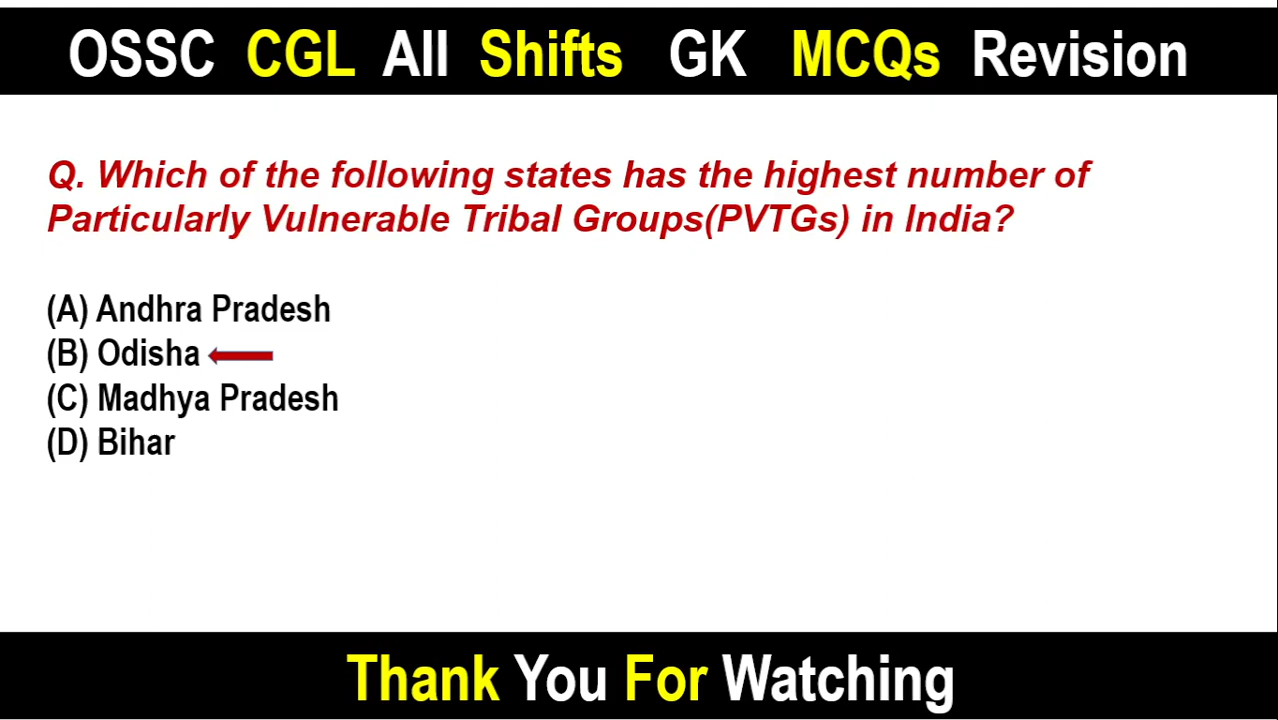 OSSC CGL All Shifts GK MCQs Revision
Q. Which of the following states has the highest number of
Particularly Vulnerable Tribal Groups(PVTGs) in India?
(A) Andhra Pradesh
(B) Odisha
(C) Madhya Pradesh
(D) Bihar
Thank You For Watching